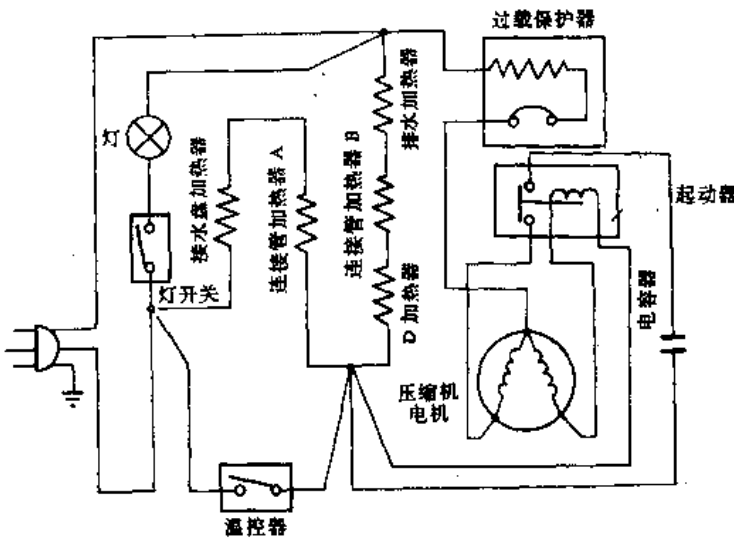 过载保护器
灯
接水盘加热器
连接管加热器 A
连接管加热器 B
排水加热器
D 加热器
起动器
灯开关
电容器
压缩机
电机
温控器